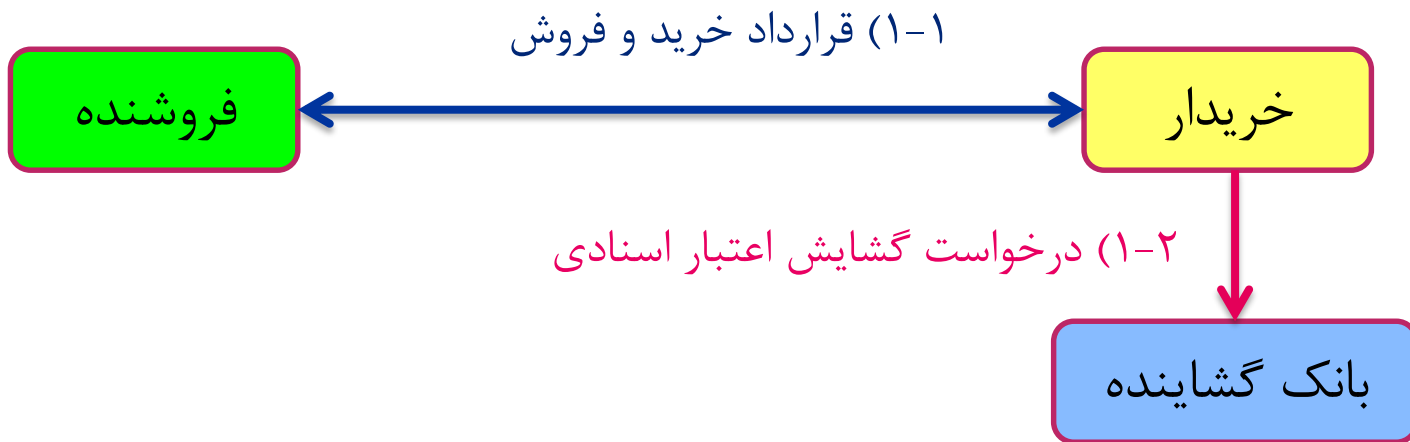 ۱-۱) قرارداد خرید و فروش
خریدار
فروشنده
۱-۲) درخواست گشایش اعتبار اسنادی
بانک گشاینده